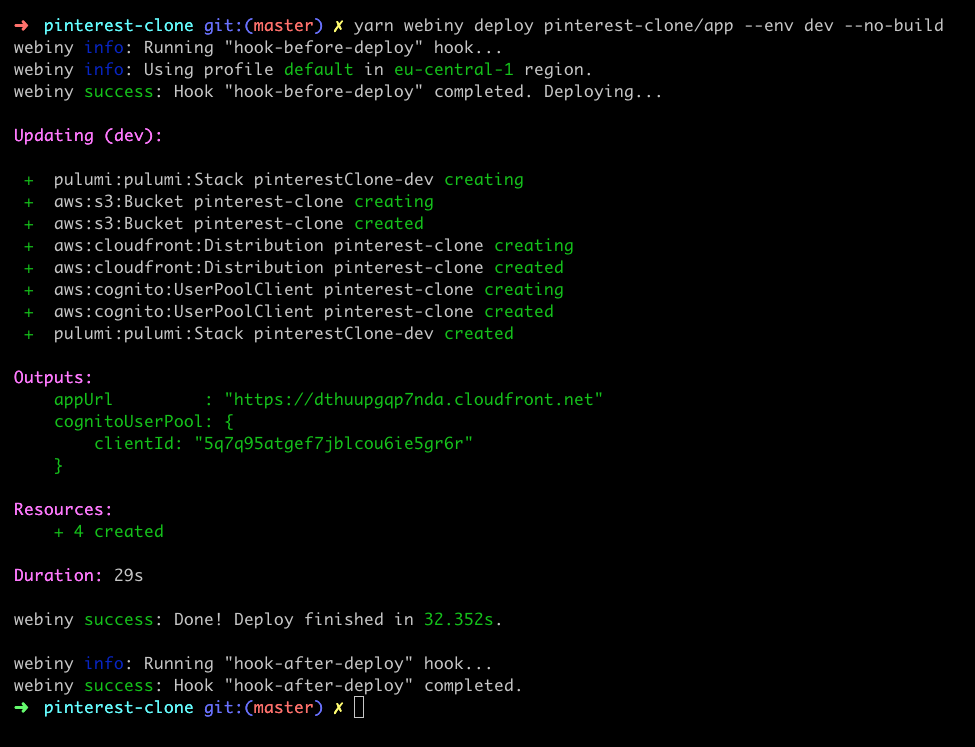 ➜  pinterest-clone git:(master) ✗ yarn webiny deploy pinterest-clone/app --env dev --no-build
webiny info: Running "hook-before-deploy" hook...
webiny info: Using profile default in eu-central-1 region.
webiny success: Hook "hook-before-deploy" completed. Deploying...

Updating (dev):

 +  pulumi:pulumi:Stack pinterestClone-dev creating
 +  aws:s3:Bucket pinterest-clone creating
 +  aws:s3:Bucket pinterest-clone created
 +  aws:cloudfront:Distribution pinterest-clone creating
 +  aws:cloudfront:Distribution pinterest-clone created
 +  aws:cognito:UserPoolClient pinterest-clone creating
 +  aws:cognito:UserPoolClient pinterest-clone created
 +  pulumi:pulumi:Stack pinterestClone-dev created

Outputs:
    appUrl         : "https://dthuupgqp7nda.cloudfront.net"
    cognitoUserPool: {
        clientId: "5q7q95atgef7jblcou6ie5gr6r"
    }

Resources:
    + 4 created

Duration: 29s

webiny success: Done! Deploy finished in 32.352s.

webiny info: Running "hook-after-deploy" hook...
webiny success: Hook "hook-after-deploy" completed.
➜  pinterest-clone git:(master) ✗